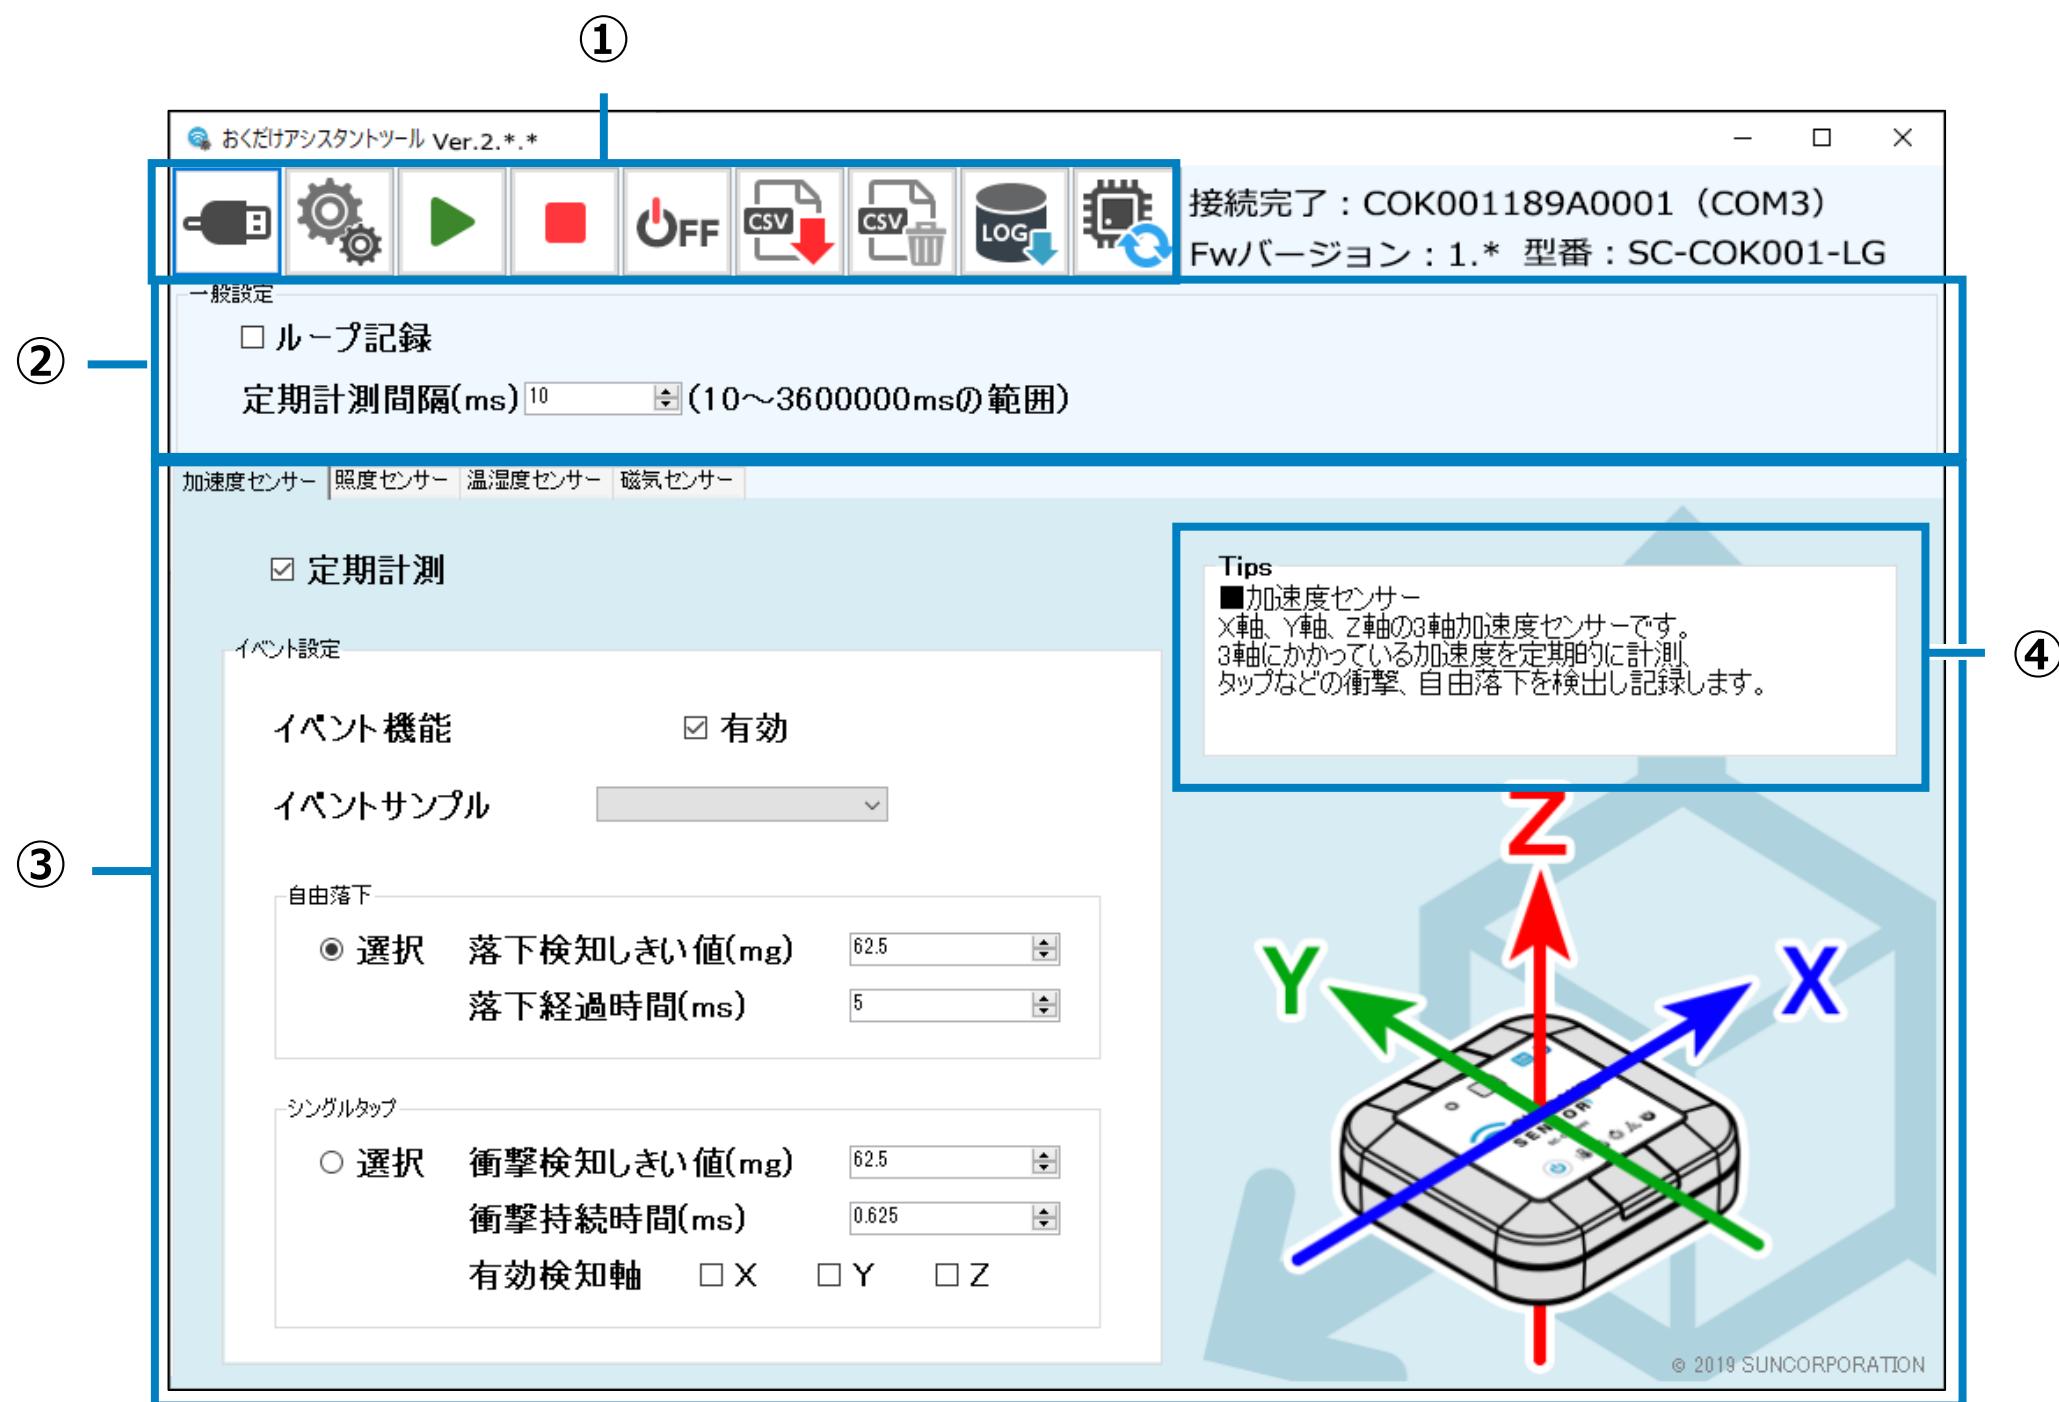 ①
おくだけアシスタントツール Ver.2.*.*
OFF
CSV
CSV
LOG
接続完了：COK001189A0001（COM3）
Fwバージョン：1.* 型番：SC-COK001-LG
②
一般設定
ループ記録
定期計測間隔(ms) 10 (10～3600000msの範囲)
加速度センサー 照度センサー 温湿度センサー 磁気センサー
③
定期計測
イベント設定
イベント機能 有効
イベントサンプル
自由落下
選択 落下検知しきい値(mg) 62.5
落下経過時間(ms) 5
シングルタップ
選択 衝撃検知しきい値(mg) 62.5
衝撃持続時間(ms) 0.625
有効検知軸 X Y Z
Tips
■加速度センサー
X軸、Y軸、Z軸の3軸加速度センサーです。
3軸にかかっている加速度を定期的に計測、
タップなどの衝撃、自由落下を検出し記録します。
④
Z
Y
X
SENSOR
© 2019 SUNCORPORATION